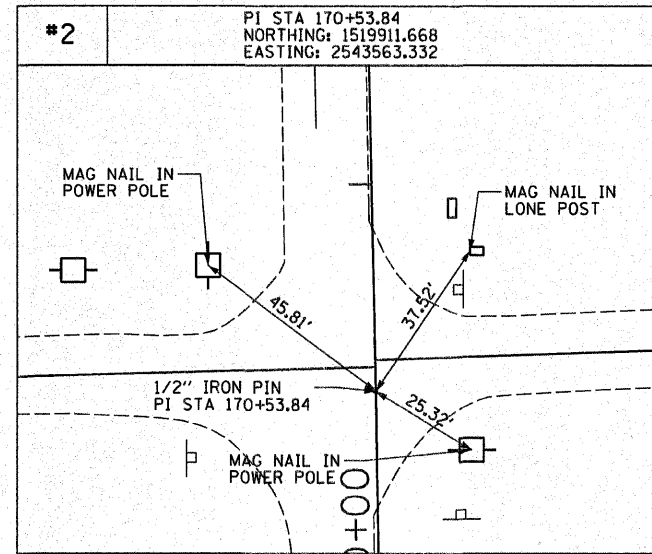 #2
PI STA 170+53.84
NORTHING: 1519911.668
EASTING: 2543563.332
MAG NAIL IN
POWER POLE
MAG NAIL IN
LONE POST
45.81'
37.52'
1/2" IRON PIN
PI STA 170+53.84
25.32'
MAG NAIL IN
POWER POLE
0+00